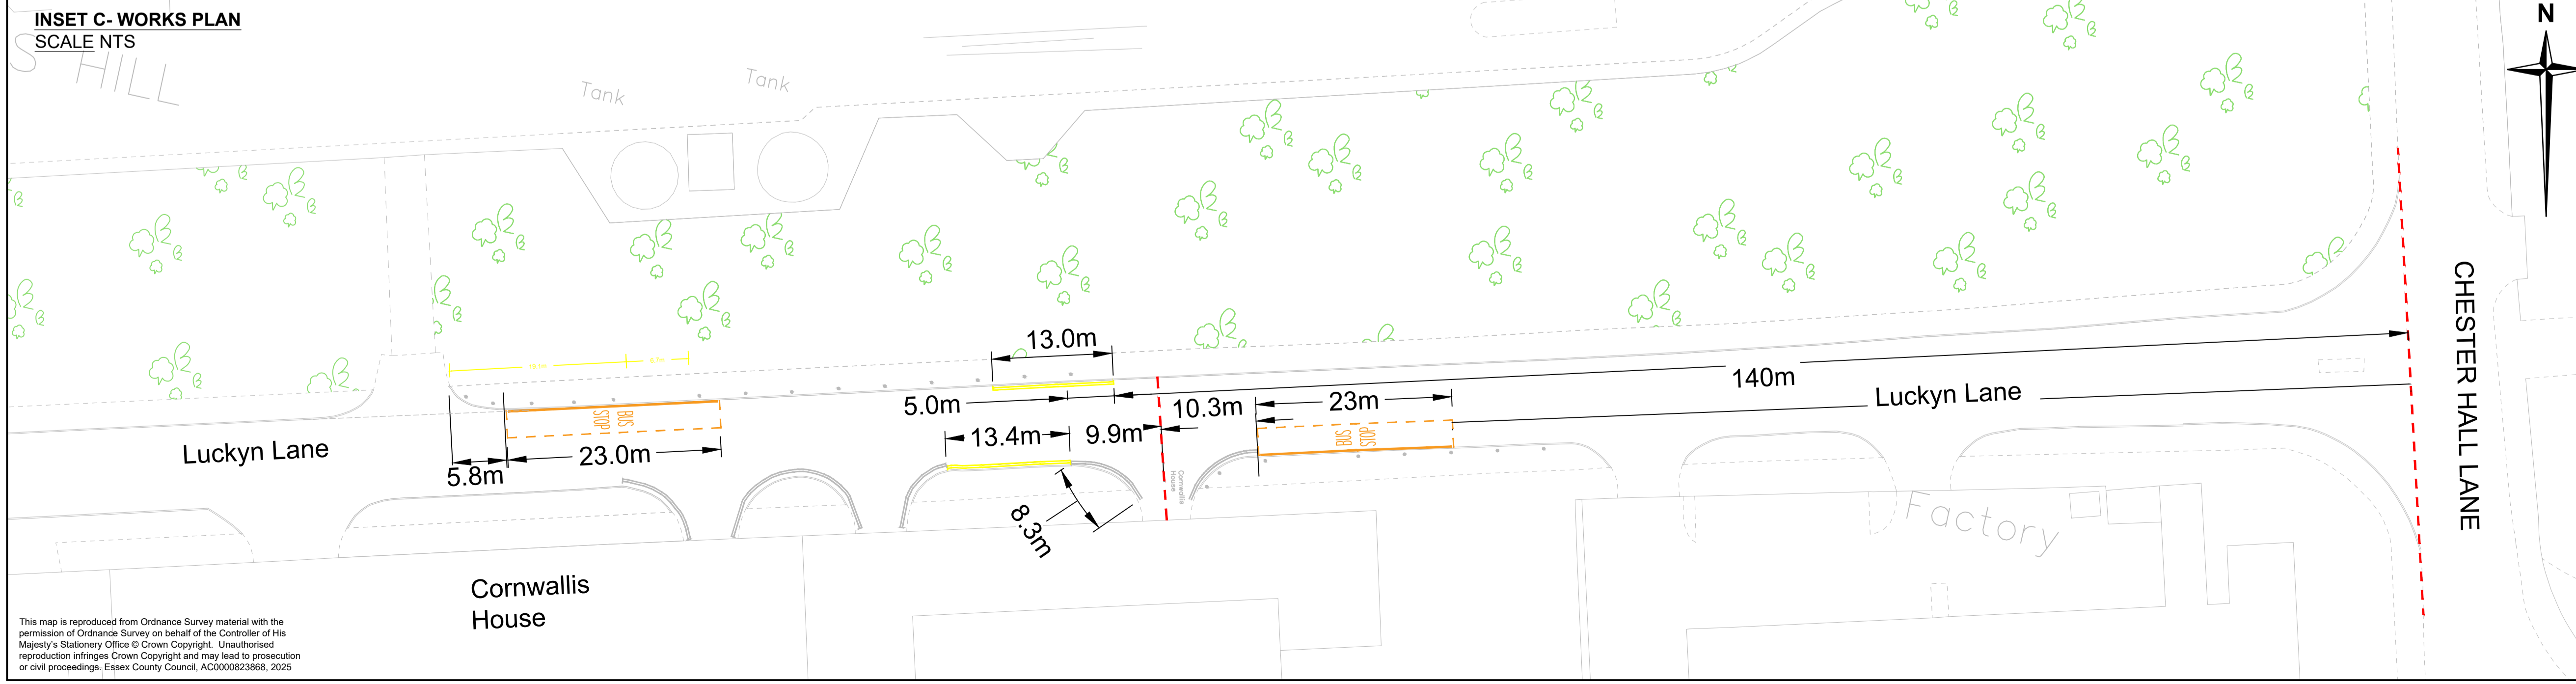 INSET C- WORKS PLAN
SCALE NTS
N
S HILL
Tank
Tank
13.0m
5.0m
140m
10.3m
23m
Luckyn Lane
CHESTER HALL LANE
BUS
STOP
BUS
STOP
Luckyn Lane
13.4m
9.9m
23.0m
5.8m
Cornwallis
House
8.3m
Factory
Cornwallis
House
This map is reproduced from Ordnance Survey material with the
permission of Ordnance Survey on behalf of the Controller of His
Majesty's Stationery Office © Crown Copyright. Unauthorised
reproduction infringes Crown Copyright and may lead to prosecution
or civil proceedings. Essex County Council, AC0000823868, 2025